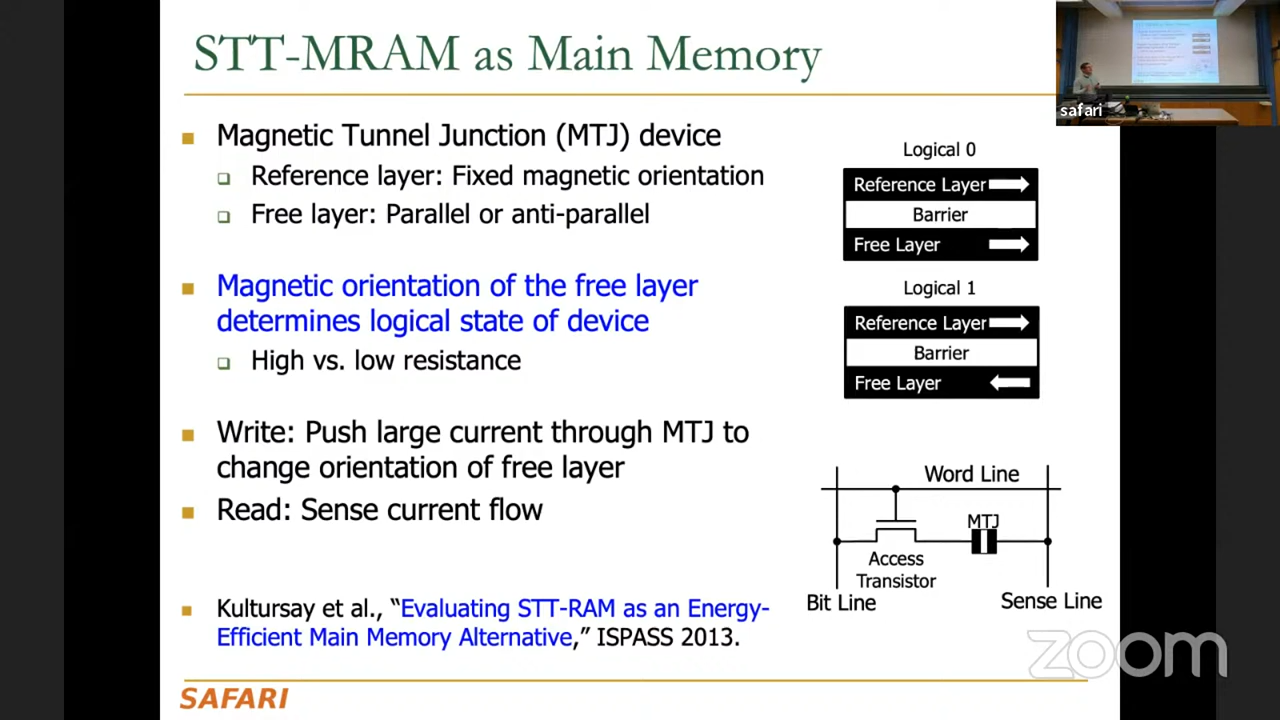 STT-MRAM as Main Memory
safari
Magnetic Tunnel Junction (MTJ) device
Reference layer: Fixed magnetic orientation
Free layer: Parallel or anti-parallel
Magnetic orientation of the free layer
determines logical state of device
High vs. low resistance
Write: Push large current through MTJ to
change orientation of free layer
Read: Sense current flow
Kultursay et al., “Evaluating STT-RAM as an Energy-
Efficient Main Memory Alternative,” ISPASS 2013.
Logical 0
Reference Layer
Barrier
Free Layer
Logical 1
Reference Layer
Barrier
Free Layer
Word Line
MTJ
Access
Transistor
Bit Line
Sense Line
zoom
SAFARI